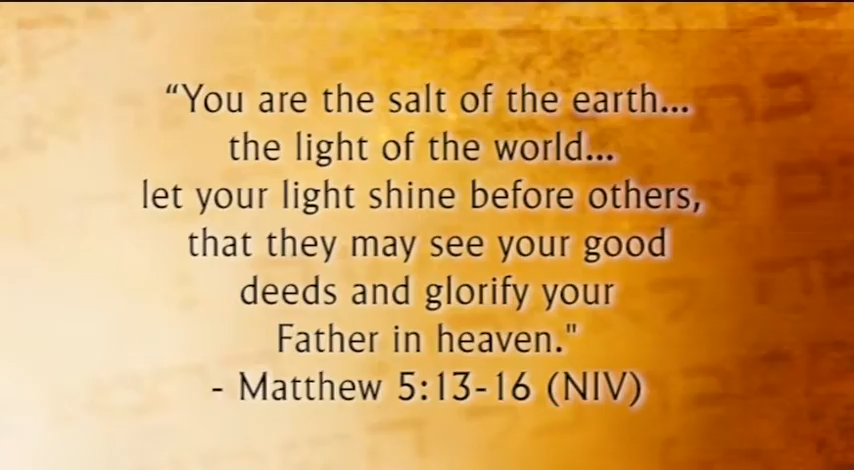 “You are the salt of the earth...
the light of the world...
let your light shine before others,
that they may see your good
deeds and glorify your
Father in heaven."
- Matthew 5:13-16 (NIV)